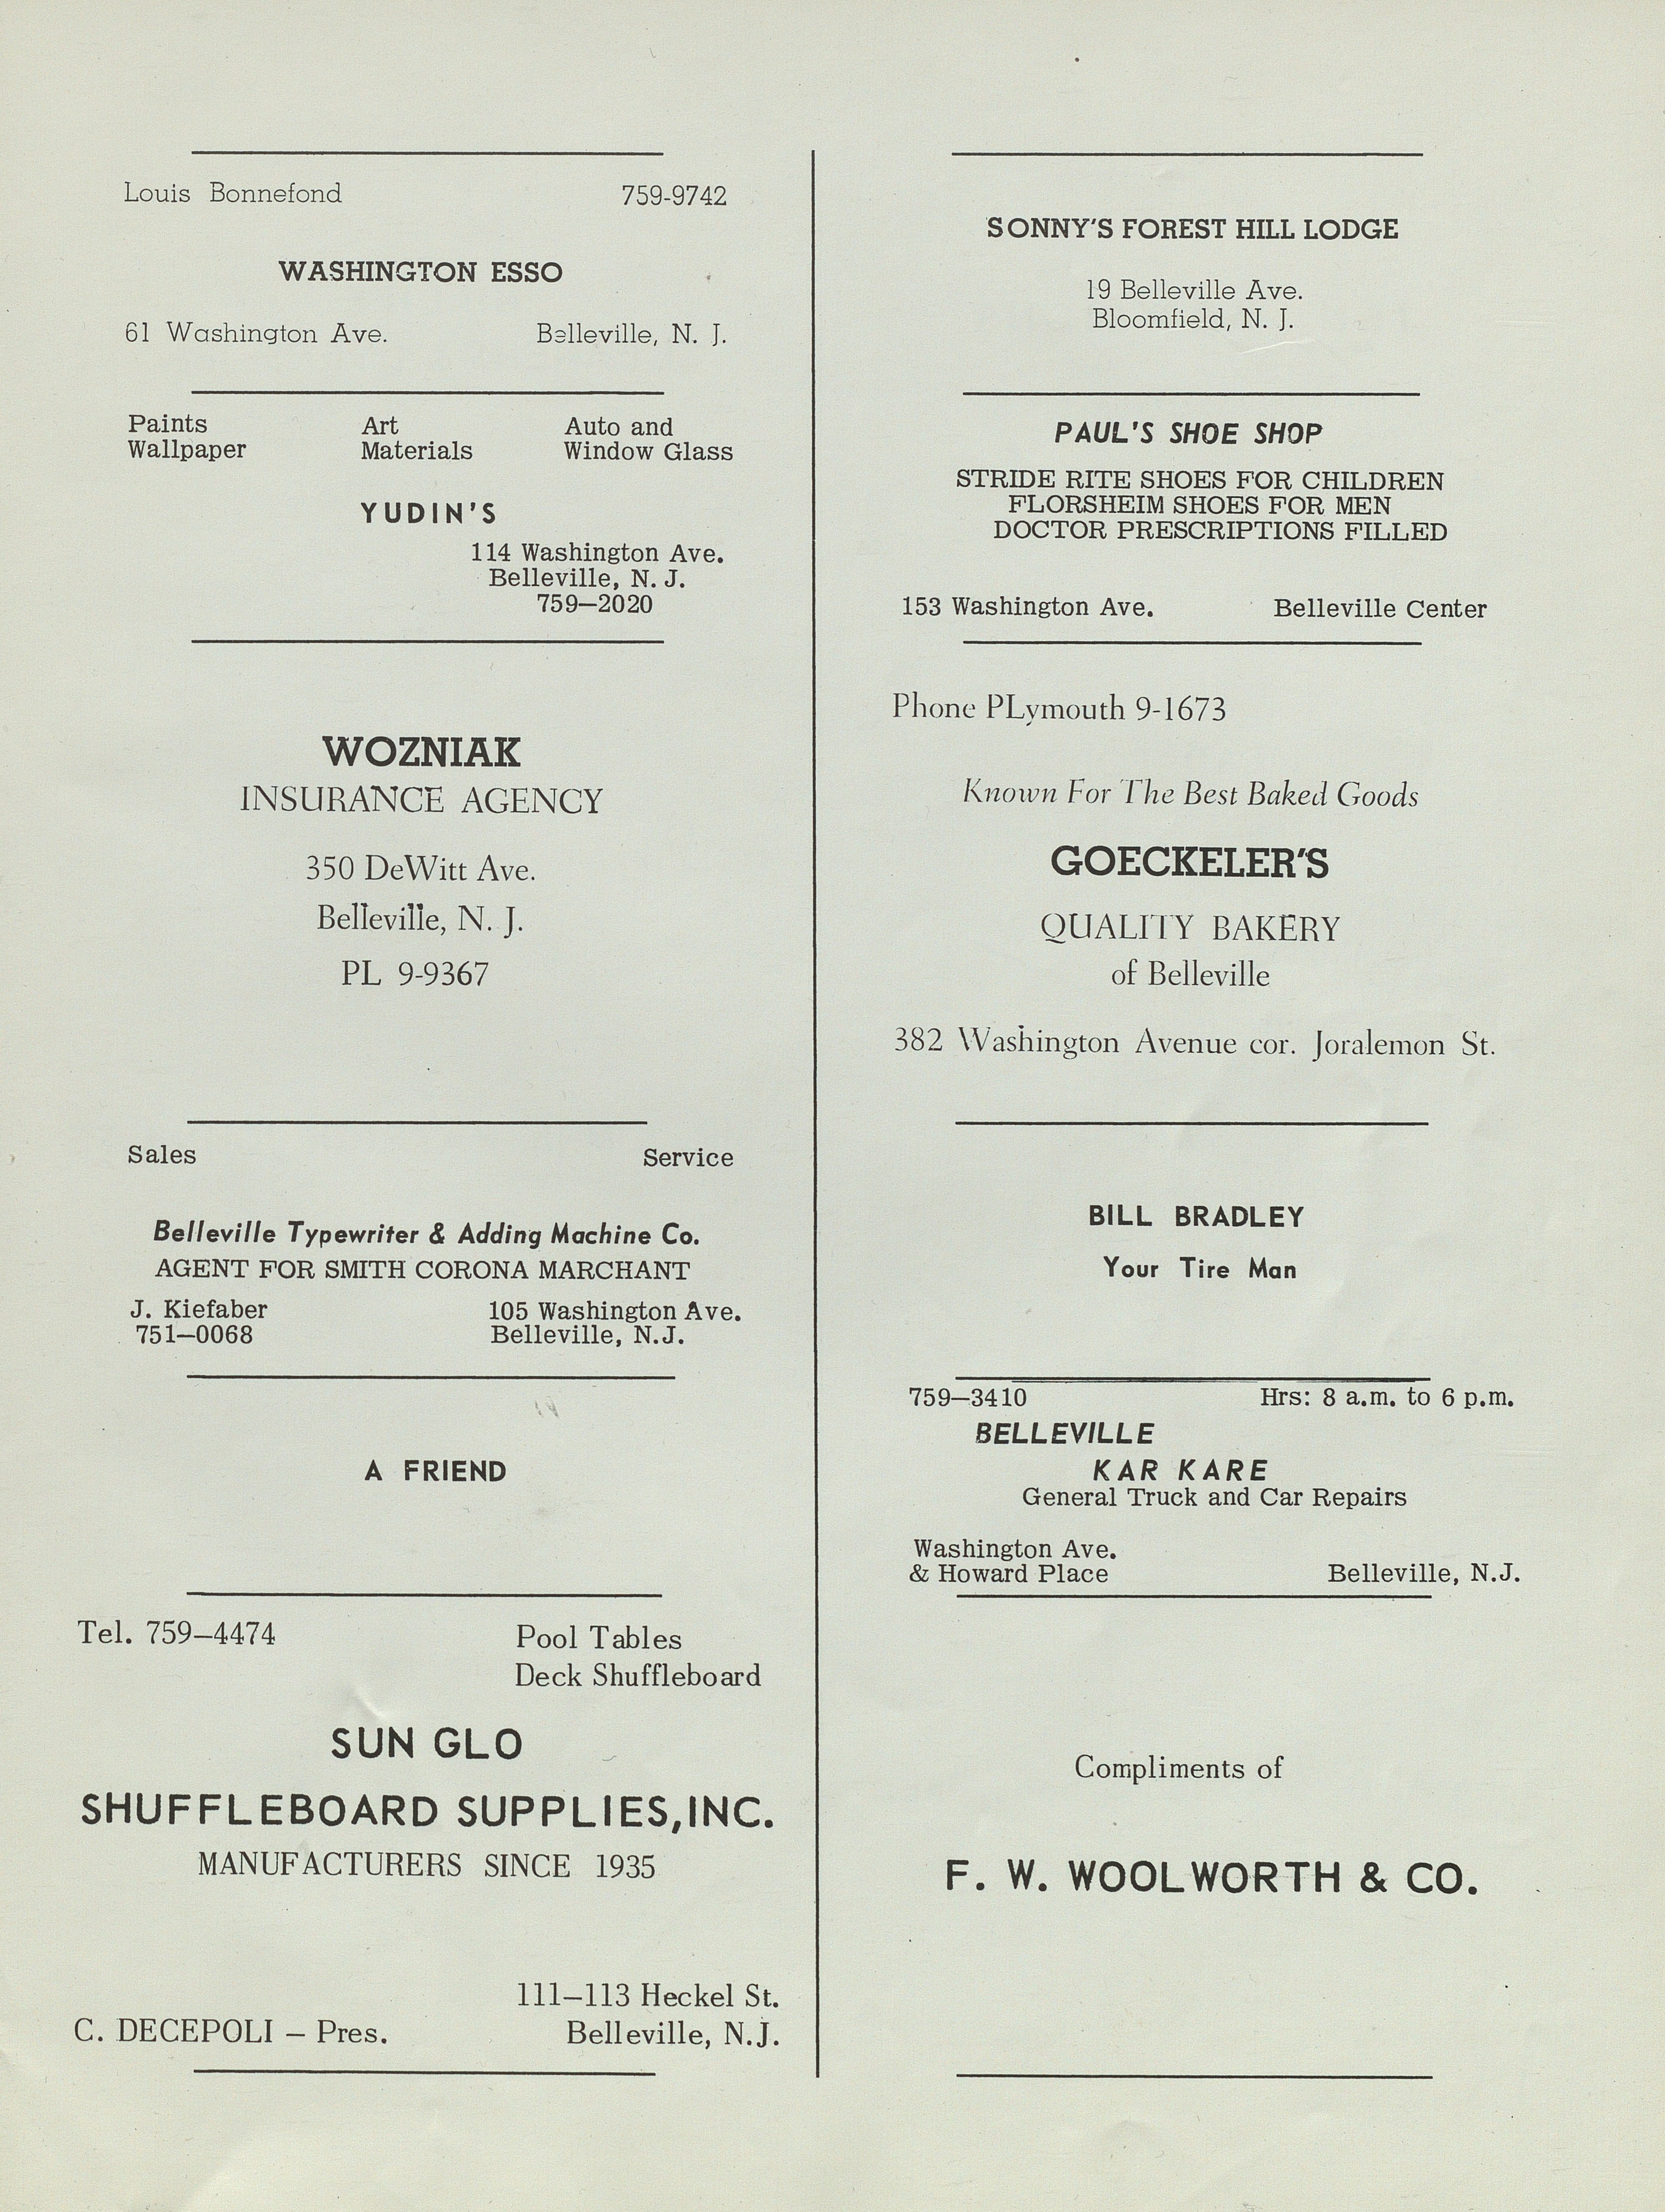 Louis Bonnefond 759-9742
WASHINGTON ESSO
61 Washington Ave. Belleville, N. J.
Paints Art Auto and
Wallpaper Materials Window Glass
YUDIN'S
114 Washington Ave.
Belleville, N. J.
759—2020
WOZNIAK
INSURANCE AGENCY
350 DeWitt Ave.
Belleville, N. J.
PL 9-9367
Sales Service
Belleville Typewriter & Adding Machine Co.
AGENT FOR SMITH CORONA MARCHANT
J. Kiefaber 105 Washington Ave.
751—0068 Belleville, N.J.
A FRIEND
Tel. 759—4474 Pool Tables
Deck Shuffleboard
SUN GLO
SHUFFLEBOARD SUPPLIES,INC.
MANUFACTURERS SINCE 1935
111—113 Heckel St.
C. DECEPOLI — Pres. Belleville, N.J.
SONNY'S FOREST HILL LODGE
19 Belleville Ave.
Bloomfield, N. J.
PAUL'S SHOE SHOP
STRIDE RITE SHOES FOR CHILDREN
FLORSHEIM SHOES FOR MEN
DOCTOR PRESCRIPTIONS FILLED
153 Washington Ave. Belleville Center
Phone PLymouth 9-1673
Known For The Best Baked Goods
GOECKELER'S
QUALITY BAKERY
of Belleville
382 Washington Avenue cor. Joralemon St.
BILL BRADLEY
Your Tire Man
759—3410 Hrs: 8 a.m. to 6 p.m.
BELLEVILLE
KAR KARE
General Truck and Car Repairs
Washington Ave.
& Howard Place Belleville, N.J.
Compliments of
F. W. WOOLWORTH & CO.